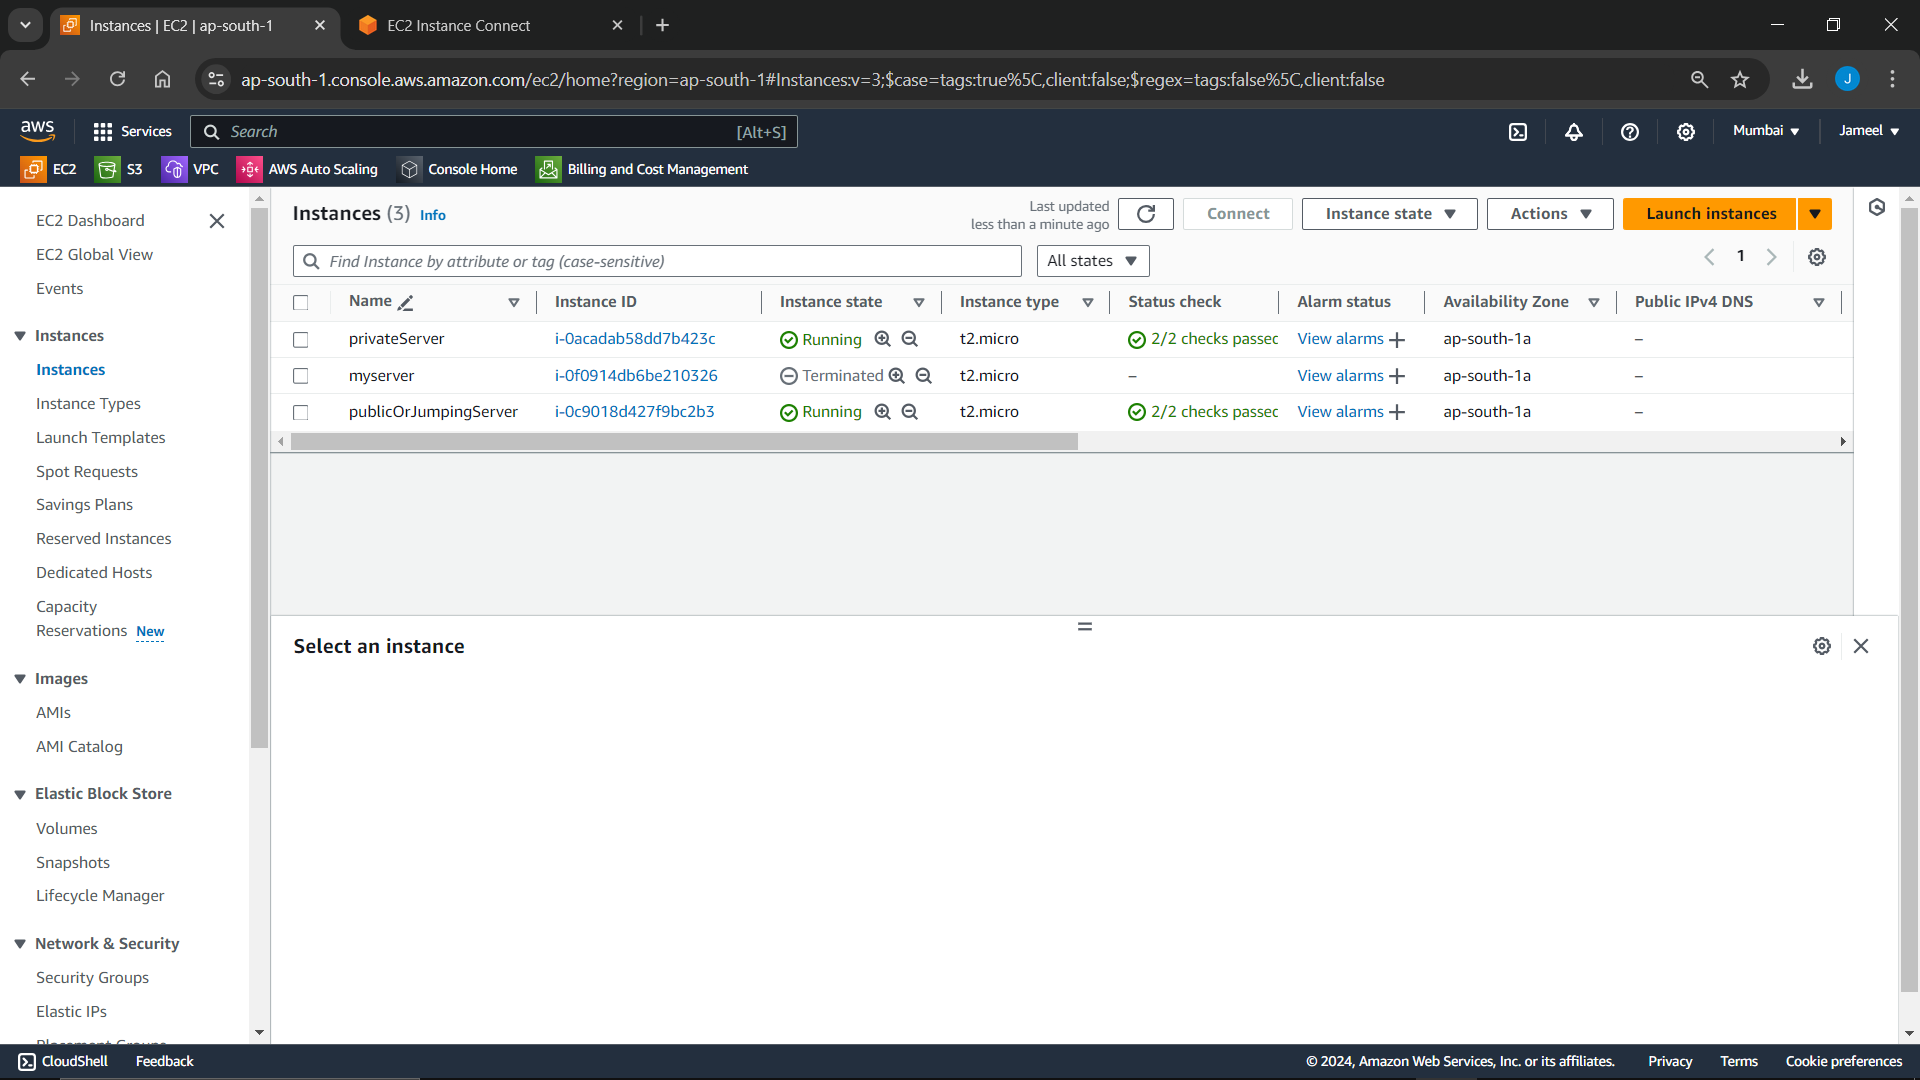 Instances | EC2 | ap-south-1
EC2 Instance Connect
ap-south-1.console.aws.amazon.com/ec2/home?region=ap-south-1#Instances:v=3;$case=tags:true%5C,client:false;$regex=tags:false%5C,client:false
J
aws Services Search [Alt+S] Mumbai Jameel
EC2 S3 VPC AWS Auto Scaling Console Home Billing and Cost Management
EC2 Dashboard
EC2 Global View
Events
Instances
Instances
Instance Types
Launch Templates
Spot Requests
Savings Plans
Reserved Instances
Dedicated Hosts
Capacity
Reservations New
Images
AMIs
AMI Catalog
Elastic Block Store
Volumes
Snapshots
Lifecycle Manager
Network & Security
Security Groups
Elastic IPs
Instances (3) Info
Last updated
less than a minute ago
Connect Instance state Actions Launch instances
Find Instance by attribute or tag (case-sensitive) All states 1
Name Instance ID Instance state Instance type Status check Alarm status Availability Zone Public IPv4 DNS
privateServer i-0acadab58dd7b423c Running t2.micro 2/2 checks passec View alarms ap-south-1a –
myserver i-0f0914db6be210326 Terminated t2.micro – View alarms ap-south-1a –
publicOrJumpingServer i-0c9018d427f9bc2b3 Running t2.micro 2/2 checks passec View alarms ap-south-1a –
Select an instance
CloudShell Feedback © 2024, Amazon Web Services, Inc. or its affiliates. Privacy Terms Cookie preferences